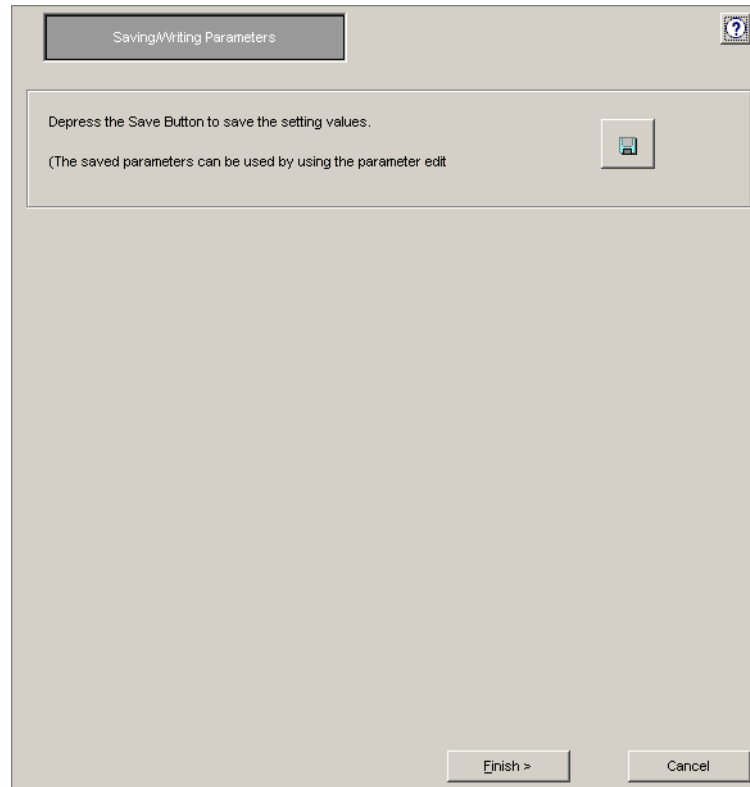 Saving/Writing Parameters
?
Depress the Save Button to save the setting values.
(The saved parameters can be used by using the parameter edit
Finish >
Cancel